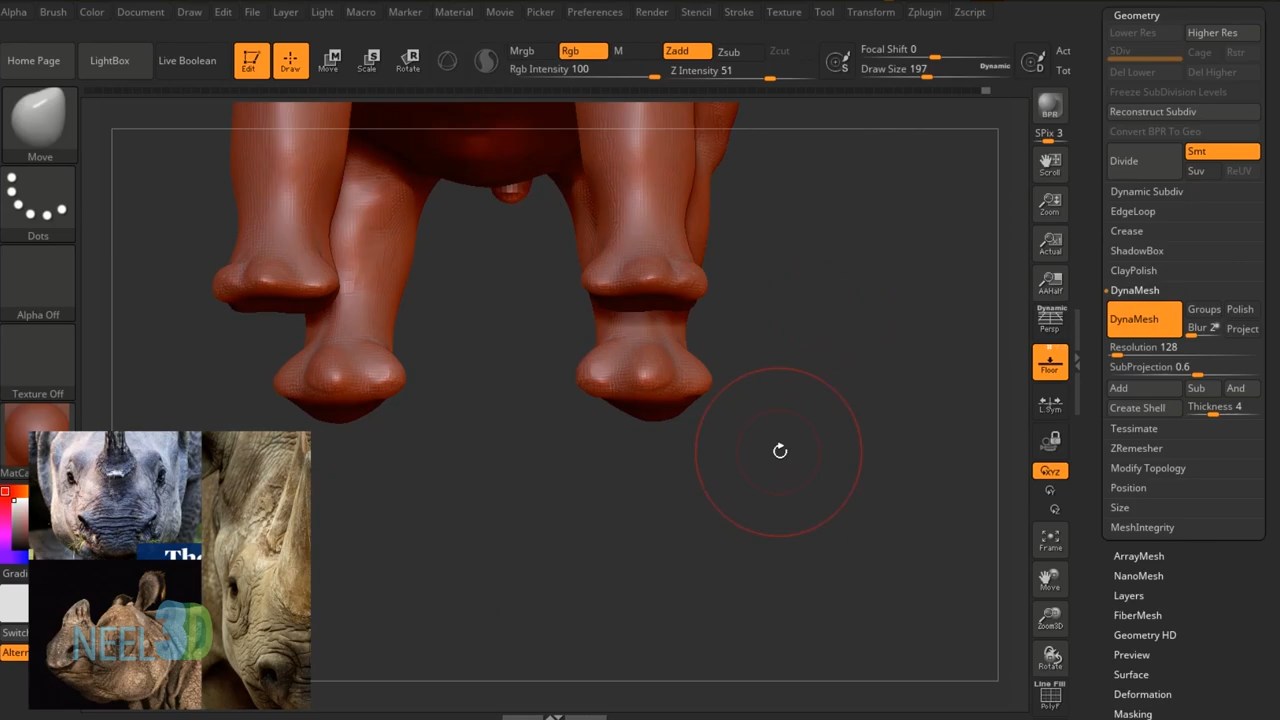 Alpha Brush Color Document Draw Edit File Layer Light Macro Marker Material Movie Picker Preferences Render Stencil Stroke Texture Tool Transform Zplugin Zscript
Home Page LightBox Live Boolean
Edit Draw Move Scale Rotate
Mrgb Rgb M Zadd Zsub Zcut
Rgb Intensity 100 Z Intensity 51
S
Focal Shift 0
Draw Size 197 Dynamic
D
Act
Tot
Move
Dots
Alpha Off
Texture Off
MatCa
Gradi
Switc
Altern
Th
NEEL3D
BPR
SPix 3
Scroll
Zoom
Actual
AAHalf
Dynamic
Persp
Floor
L.Sym
XYZ
Y
Z
Frame
Move
Zoom3D
Rotate
Line Fill
PolyF
Geometry
Lower Res Higher Res
SDiv Cage Rstr
Del Lower Del Higher
Freeze SubDivision Levels
Reconstruct Subdiv
Convert BPR To Geo
Divide Smt
Suv ReUV
Dynamic Subdiv
EdgeLoop
Crease
ShadowBox
ClayPolish
DynaMesh
DynaMesh Groups Polish
Blur 2 Project
Resolution 128
SubProjection 0.6
Add Sub And
Create Shell Thickness 4
Tessimate
ZRemesher
Modify Topology
Position
Size
MeshIntegrity
ArrayMesh
NanoMesh
Layers
FiberMesh
Geometry HD
Preview
Surface
Deformation
Masking